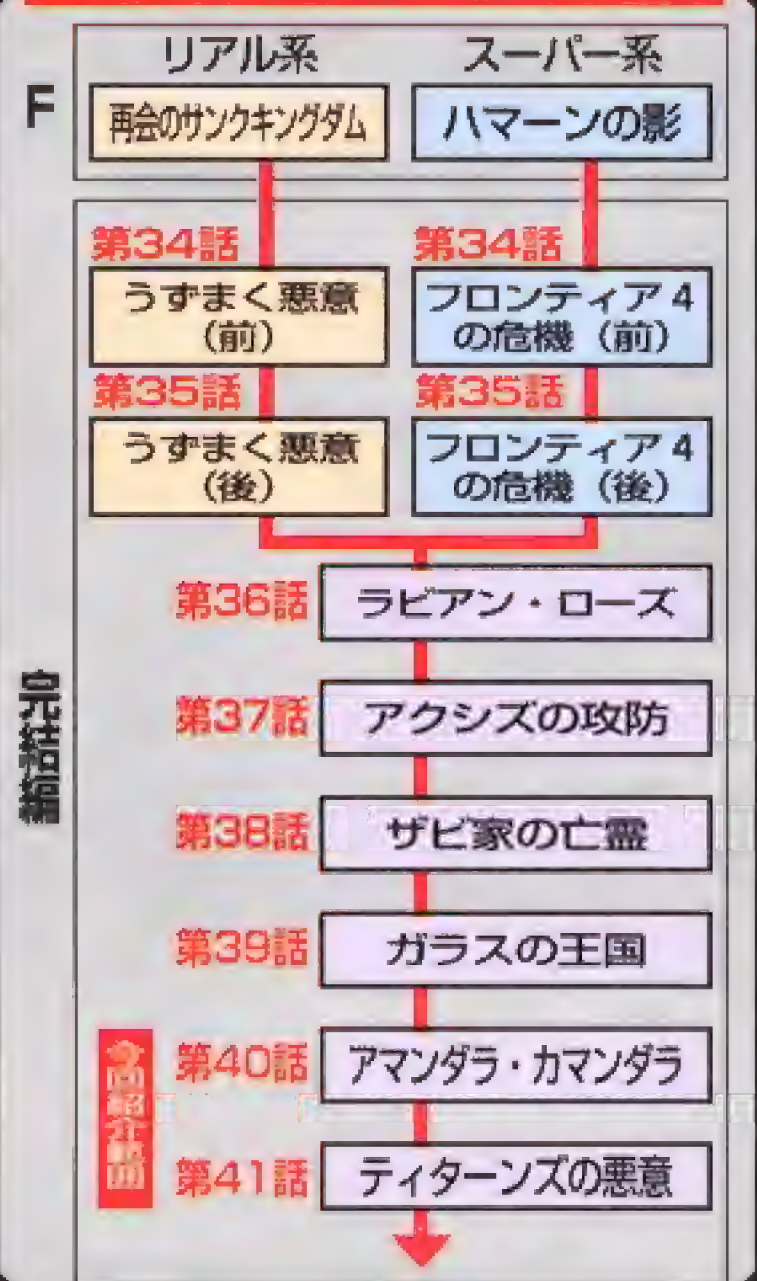 リアル系
スーパー系
F
再会のサンクキングダム
ハマーンの影
第34話
第34話
うずまく悪意
(前)
フロンティア4
の危機（前）
第35話
第35話
うずまく悪意
(後)
フロンティア4
の危機（後）
完結編
第36話
ラビアン・ローズ
第37話
アクシズの攻防
第38話
ザビ家の亡霊
第39話
ガラスの王国
今回紹介範囲
第40話
アマンダラ・カマンダラ
第41話
ティターンズの悪意